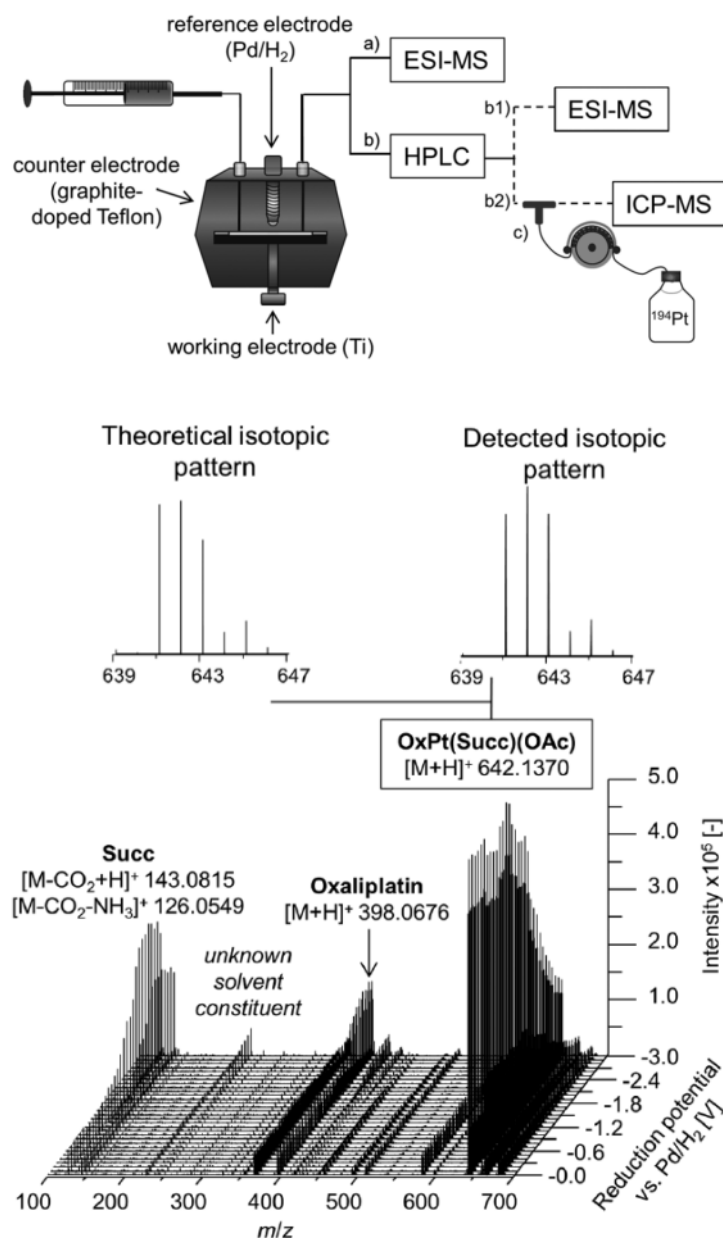 reference electrode
(Pd/H2)
a)
ESI-MS
b1)
ESI-MS
counter electrode
(graphite-
doped Teflon)
b)
HPLC
b2)
ICP-MS
c)
194Pt
working electrode (Ti)
Theoretical isotopic
pattern
Detected isotopic
pattern
639 643 647
639 643 647
OxPt(Succ)(OAc)
[M+H]+ 642.1370
Succ
[M-CO2+H]+ 143.0815
[M-CO2-NH3]+ 126.0549
Oxaliplatin
[M+H]+ 398.0676
unknown
solvent
constituent
5.0
4.0
3.0
2.0
1.0
Intensity x10⁵ [-]
-3.0
-2.4
-1.8
-1.2
-0.6
-0.0
Reduction potential
vs. Pd/H2 [V]
100 200 300 400 500 600 700
m/z